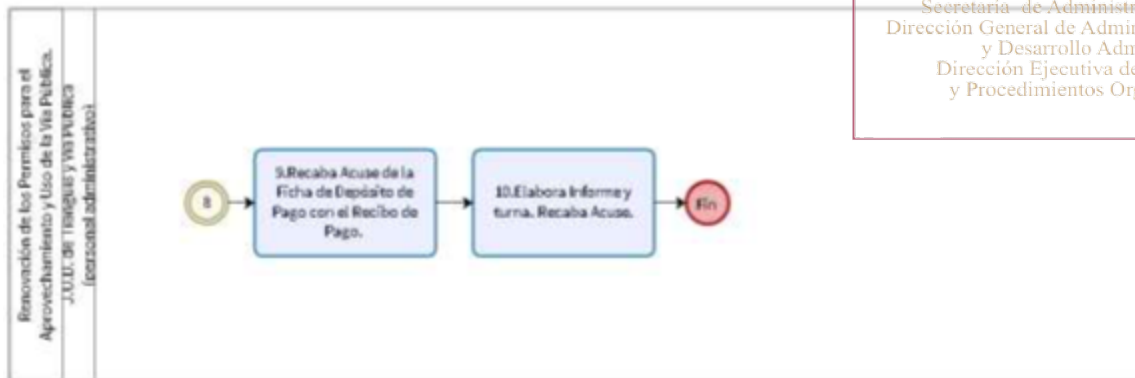 Secretaría de Administr
Dirección General de Admin
y Desarrollo Adm
Dirección Ejecutiva de
y Procedimientos Or
Renovación de los Permisos para el
Aprovechamiento y Uso de la Vía Pública.
J.U.D. de Tianguis y Vía Pública
(personal administrativo)
9.Recaba Acuse de la
Ficha de Depósito de
Pago con el Recibo de
Pago.
10.Elabora Informe y
turna. Recaba Acuse.
Fin